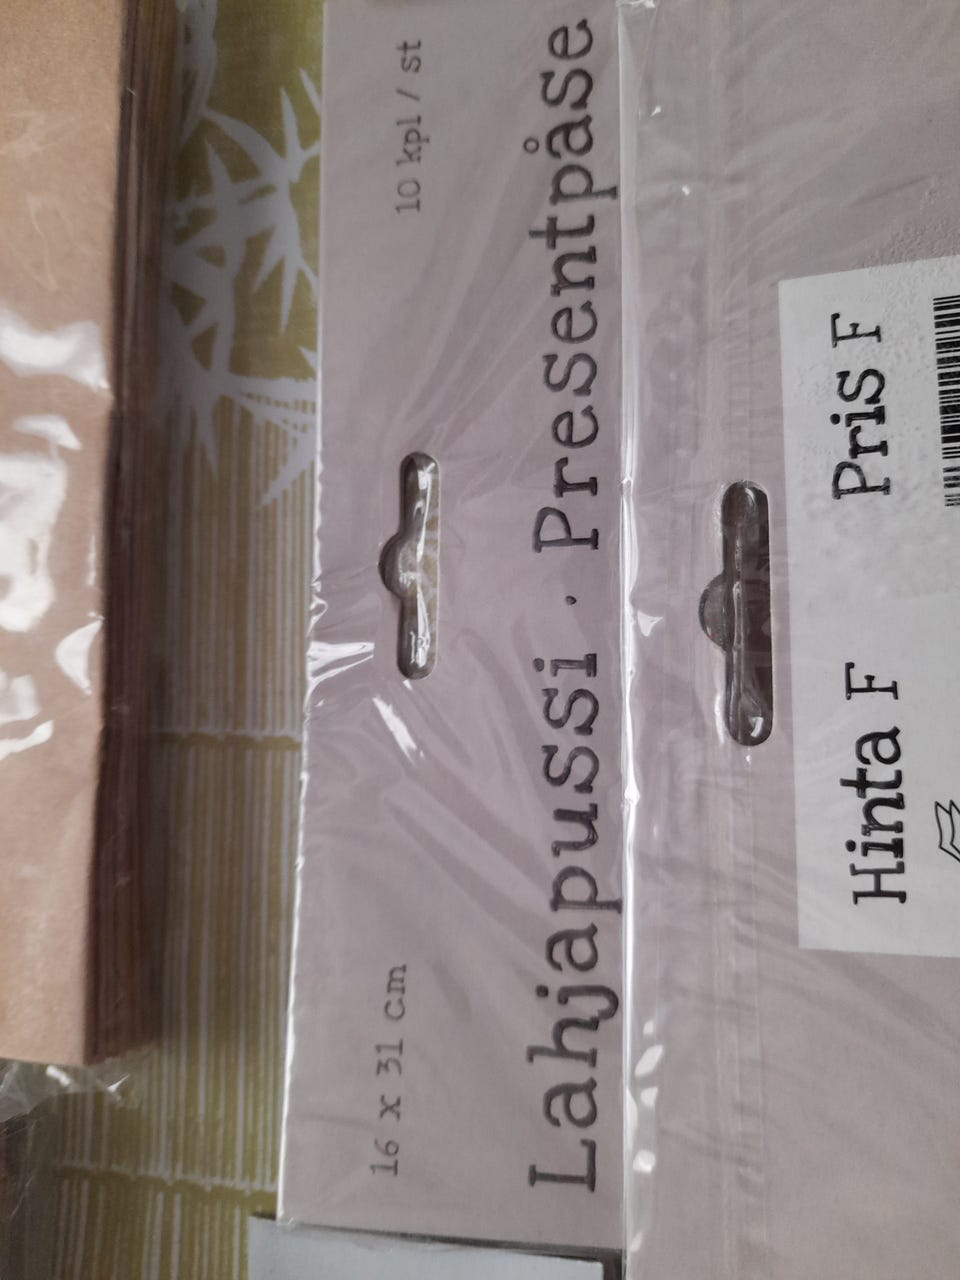 16 x 31 cm 10 kpl / st
Lahjapussi . Presentpåse
Hinta F Pris F